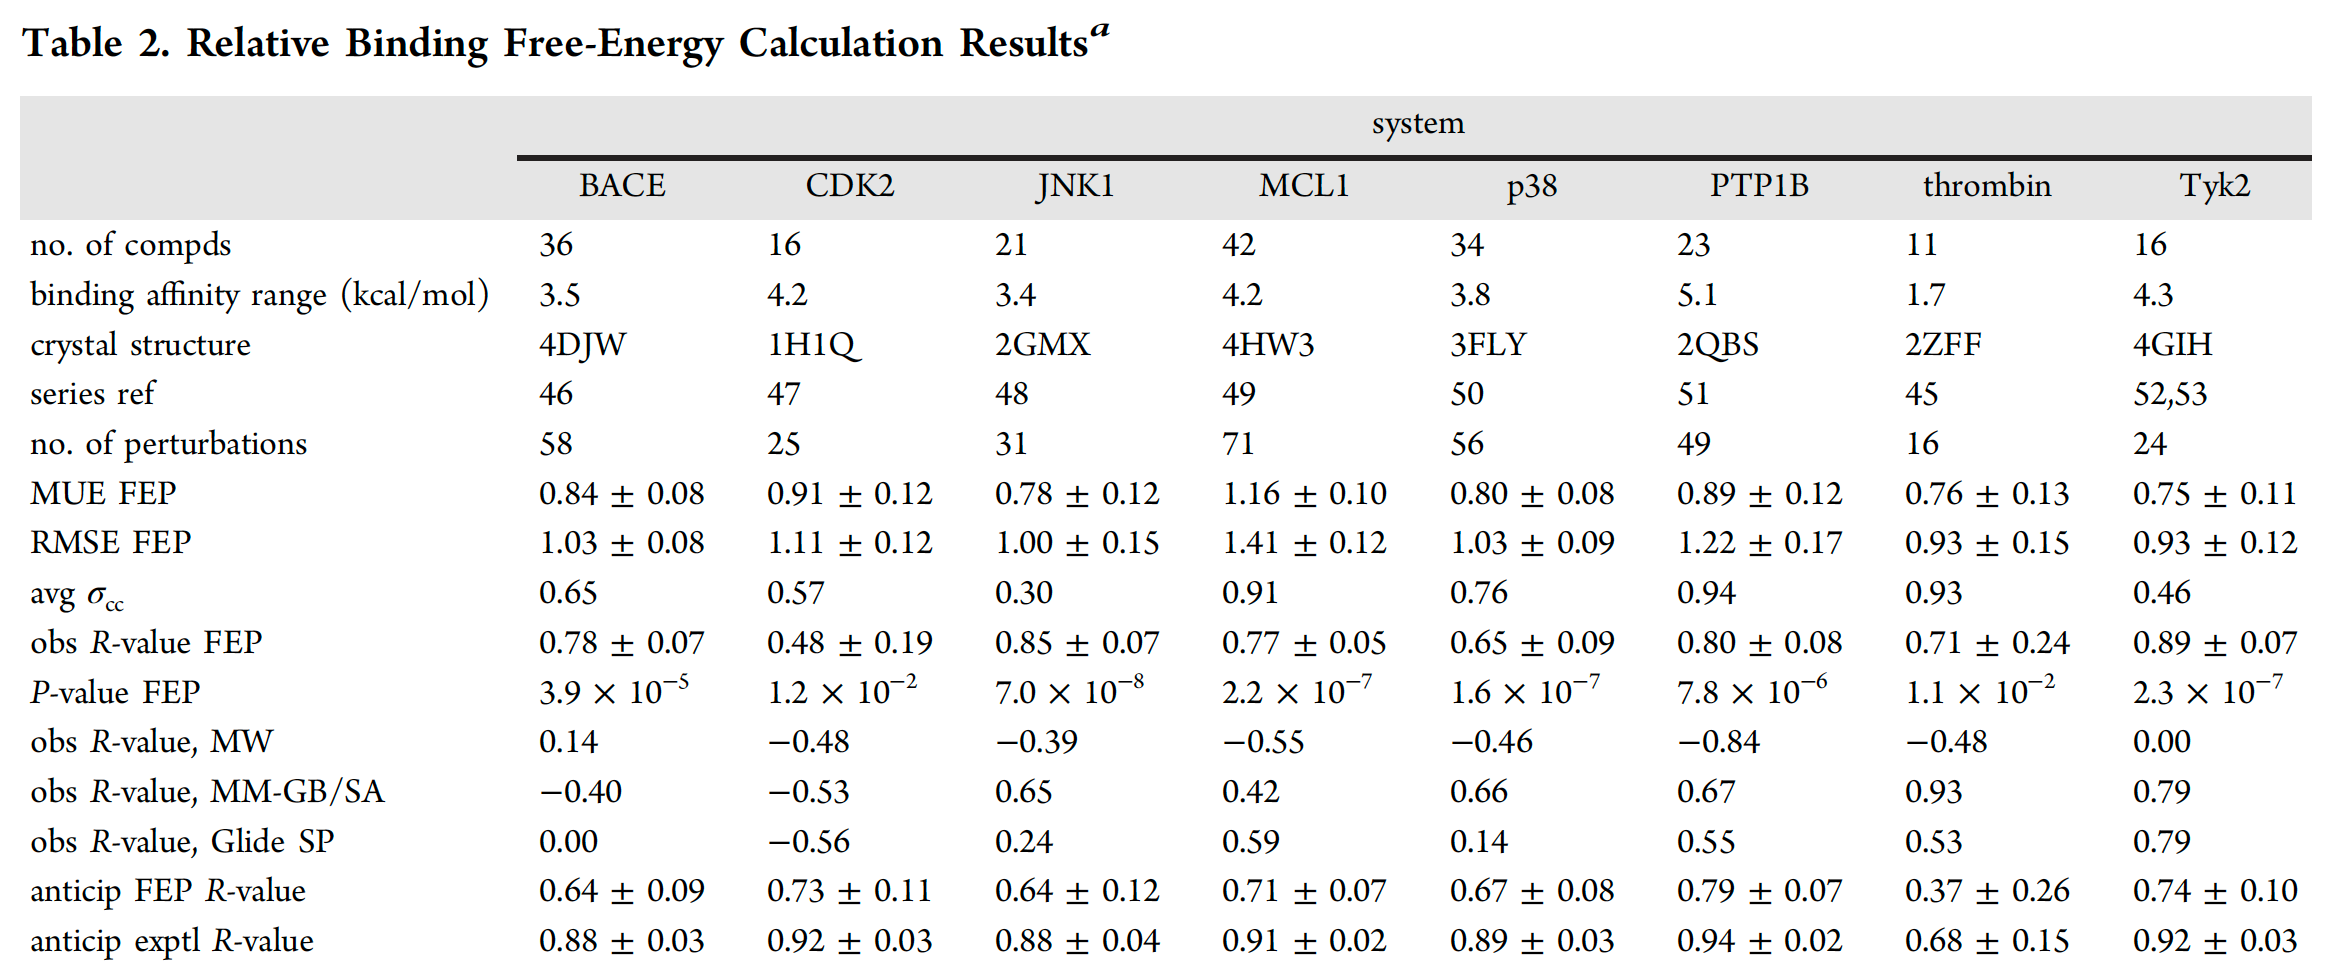 Table 2. Relative Binding Free-Energy Calculation Resultsᵃ
system
BACE CDK2 JNK1 MCL1 p38 PTP1B thrombin Tyk2
no. of compds 36 16 21 42 34 23 11 16
binding affinity range (kcal/mol) 3.5 4.2 3.4 4.2 3.8 5.1 1.7 4.3
crystal structure 4DJW 1H1Q 2GMX 4HW3 3FLY 2QBS 2ZFF 4GIH
series ref 46 47 48 49 50 51 45 52,53
no. of perturbations 58 25 31 71 56 49 16 24
MUE FEP 0.84 ± 0.08 0.91 ± 0.12 0.78 ± 0.12 1.16 ± 0.10 0.80 ± 0.08 0.89 ± 0.12 0.76 ± 0.13 0.75 ± 0.11
RMSE FEP 1.03 ± 0.08 1.11 ± 0.12 1.00 ± 0.15 1.41 ± 0.12 1.03 ± 0.09 1.22 ± 0.17 0.93 ± 0.15 0.93 ± 0.12
avg σcc 0.65 0.57 0.30 0.91 0.76 0.94 0.93 0.46
obs R-value FEP 0.78 ± 0.07 0.48 ± 0.19 0.85 ± 0.07 0.77 ± 0.05 0.65 ± 0.09 0.80 ± 0.08 0.71 ± 0.24 0.89 ± 0.07
P-value FEP 3.9 × 10⁻⁵ 1.2 × 10⁻² 7.0 × 10⁻⁸ 2.2 × 10⁻⁷ 1.6 × 10⁻⁷ 7.8 × 10⁻⁶ 1.1 × 10⁻² 2.3 × 10⁻⁷
obs R-value, MW 0.14 −0.48 −0.39 −0.55 −0.46 −0.84 −0.48 0.00
obs R-value, MM-GB/SA −0.40 −0.53 0.65 0.42 0.66 0.67 0.93 0.79
obs R-value, Glide SP 0.00 −0.56 0.24 0.59 0.14 0.55 0.53 0.79
anticip FEP R-value 0.64 ± 0.09 0.73 ± 0.11 0.64 ± 0.12 0.71 ± 0.07 0.67 ± 0.08 0.79 ± 0.07 0.37 ± 0.26 0.74 ± 0.10
anticip exptl R-value 0.88 ± 0.03 0.92 ± 0.03 0.88 ± 0.04 0.91 ± 0.02 0.89 ± 0.03 0.94 ± 0.02 0.68 ± 0.15 0.92 ± 0.03